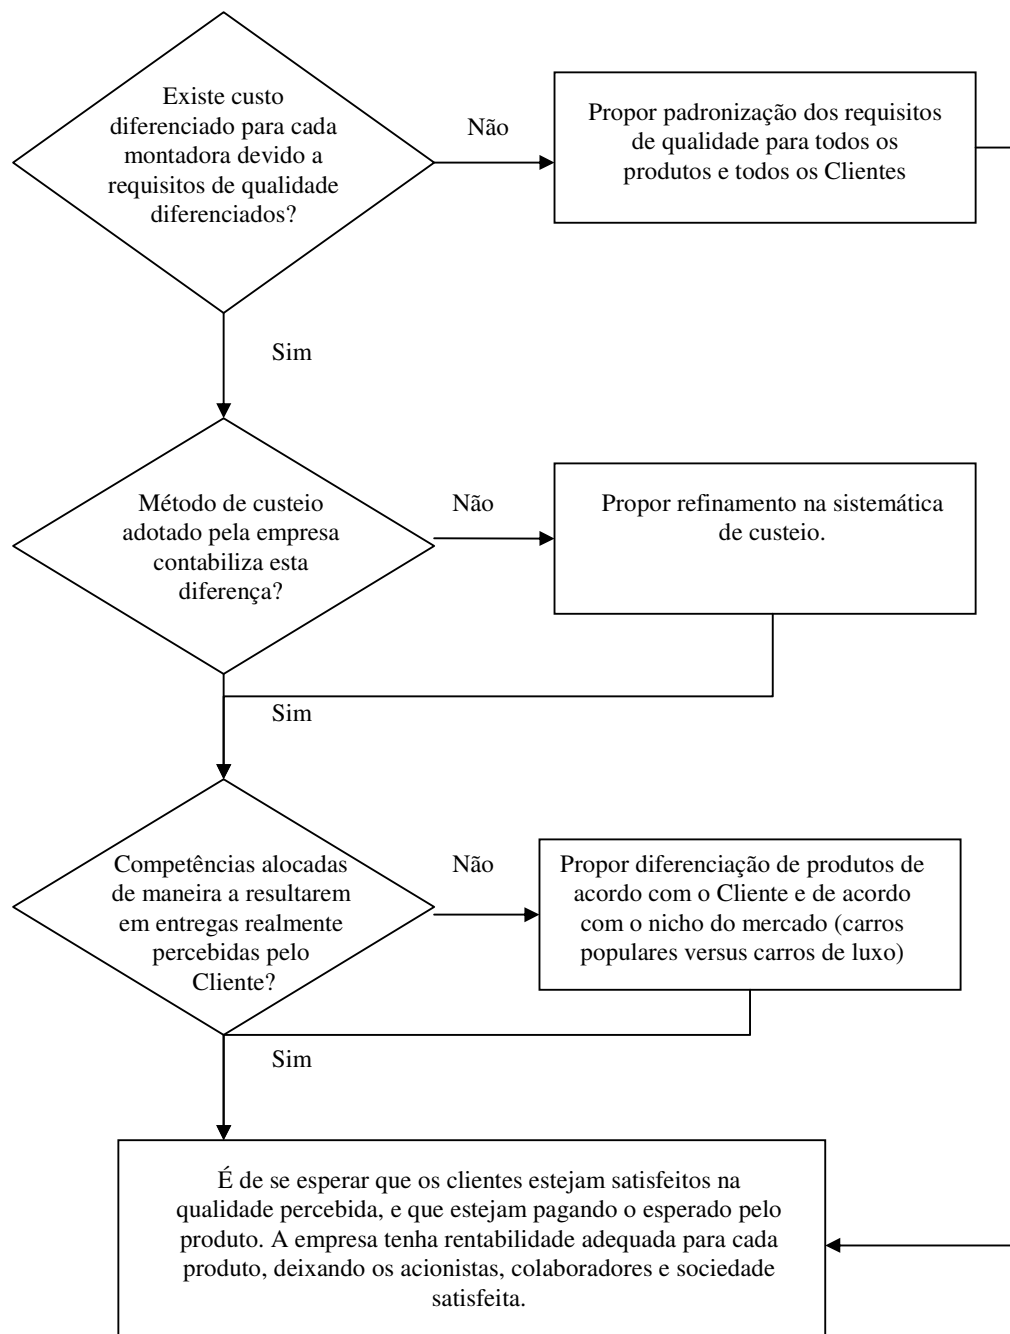 Existe custo
diferenciado para cada
montadora devido a
requisitos de qualidade
diferenciados?
Não
Propor padronização dos requisitos
de qualidade para todos os
produtos e todos os Clientes
Sim
Método de custeio
adotado pela empresa
contabiliza esta
diferença?
Não
Propor refinamento na sistemática
de custeio.
Sim
Competências alocadas
de maneira a resultarem
em entregas realmente
percebidas pelo
Cliente?
Não
Propor diferenciação de produtos de
acordo com o Cliente e de acordo
com o nicho do mercado (carros
populares versus carros de luxo)
Sim
É de se esperar que os clientes estejam satisfeitos na
qualidade percebida, e que estejam pagando o esperado pelo
produto. A empresa tenha rentabilidade adequada para cada
produto, deixando os acionistas, colaboradores e sociedade
satisfeita.